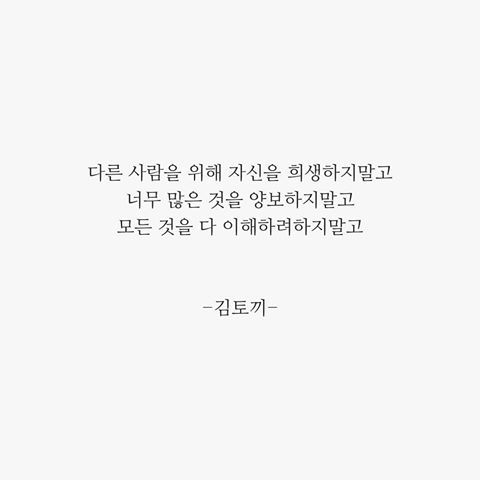 다른 사람을 위해 자신을 희생하지말고
너무 많은 것을 양보하지말고
모든 것을 다 이해하려하지말고
–김토끼–